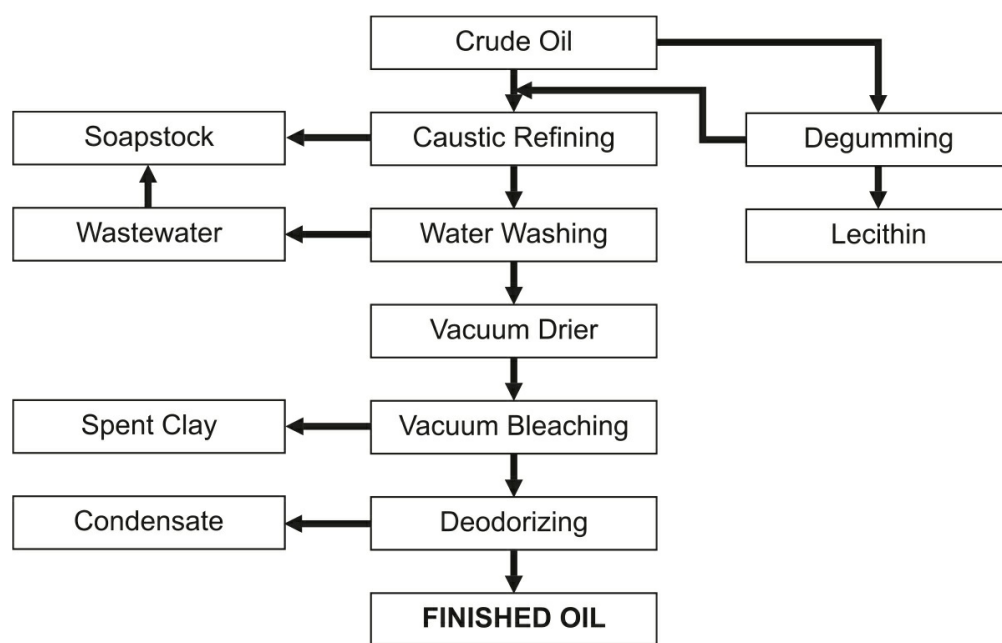 Crude Oil
Soapstock
Caustic Refining
Degumming
Wastewater
Water Washing
Lecithin
Vacuum Drier
Spent Clay
Vacuum Bleaching
Condensate
Deodorizing
FINISHED OIL